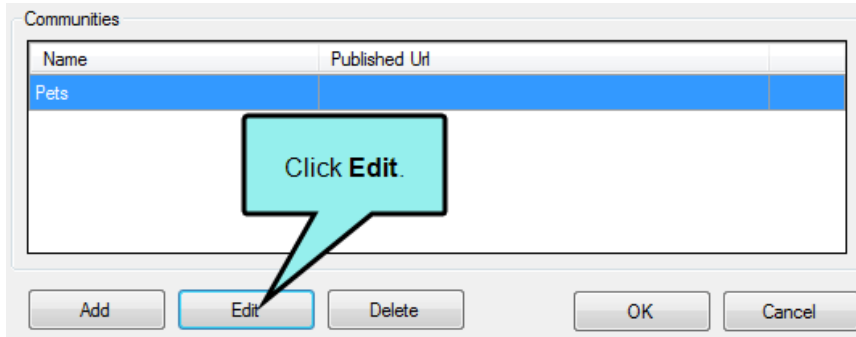 Communities
Name Published Url
Pets
Click Edit.
Add Edit Delete OK Cancel